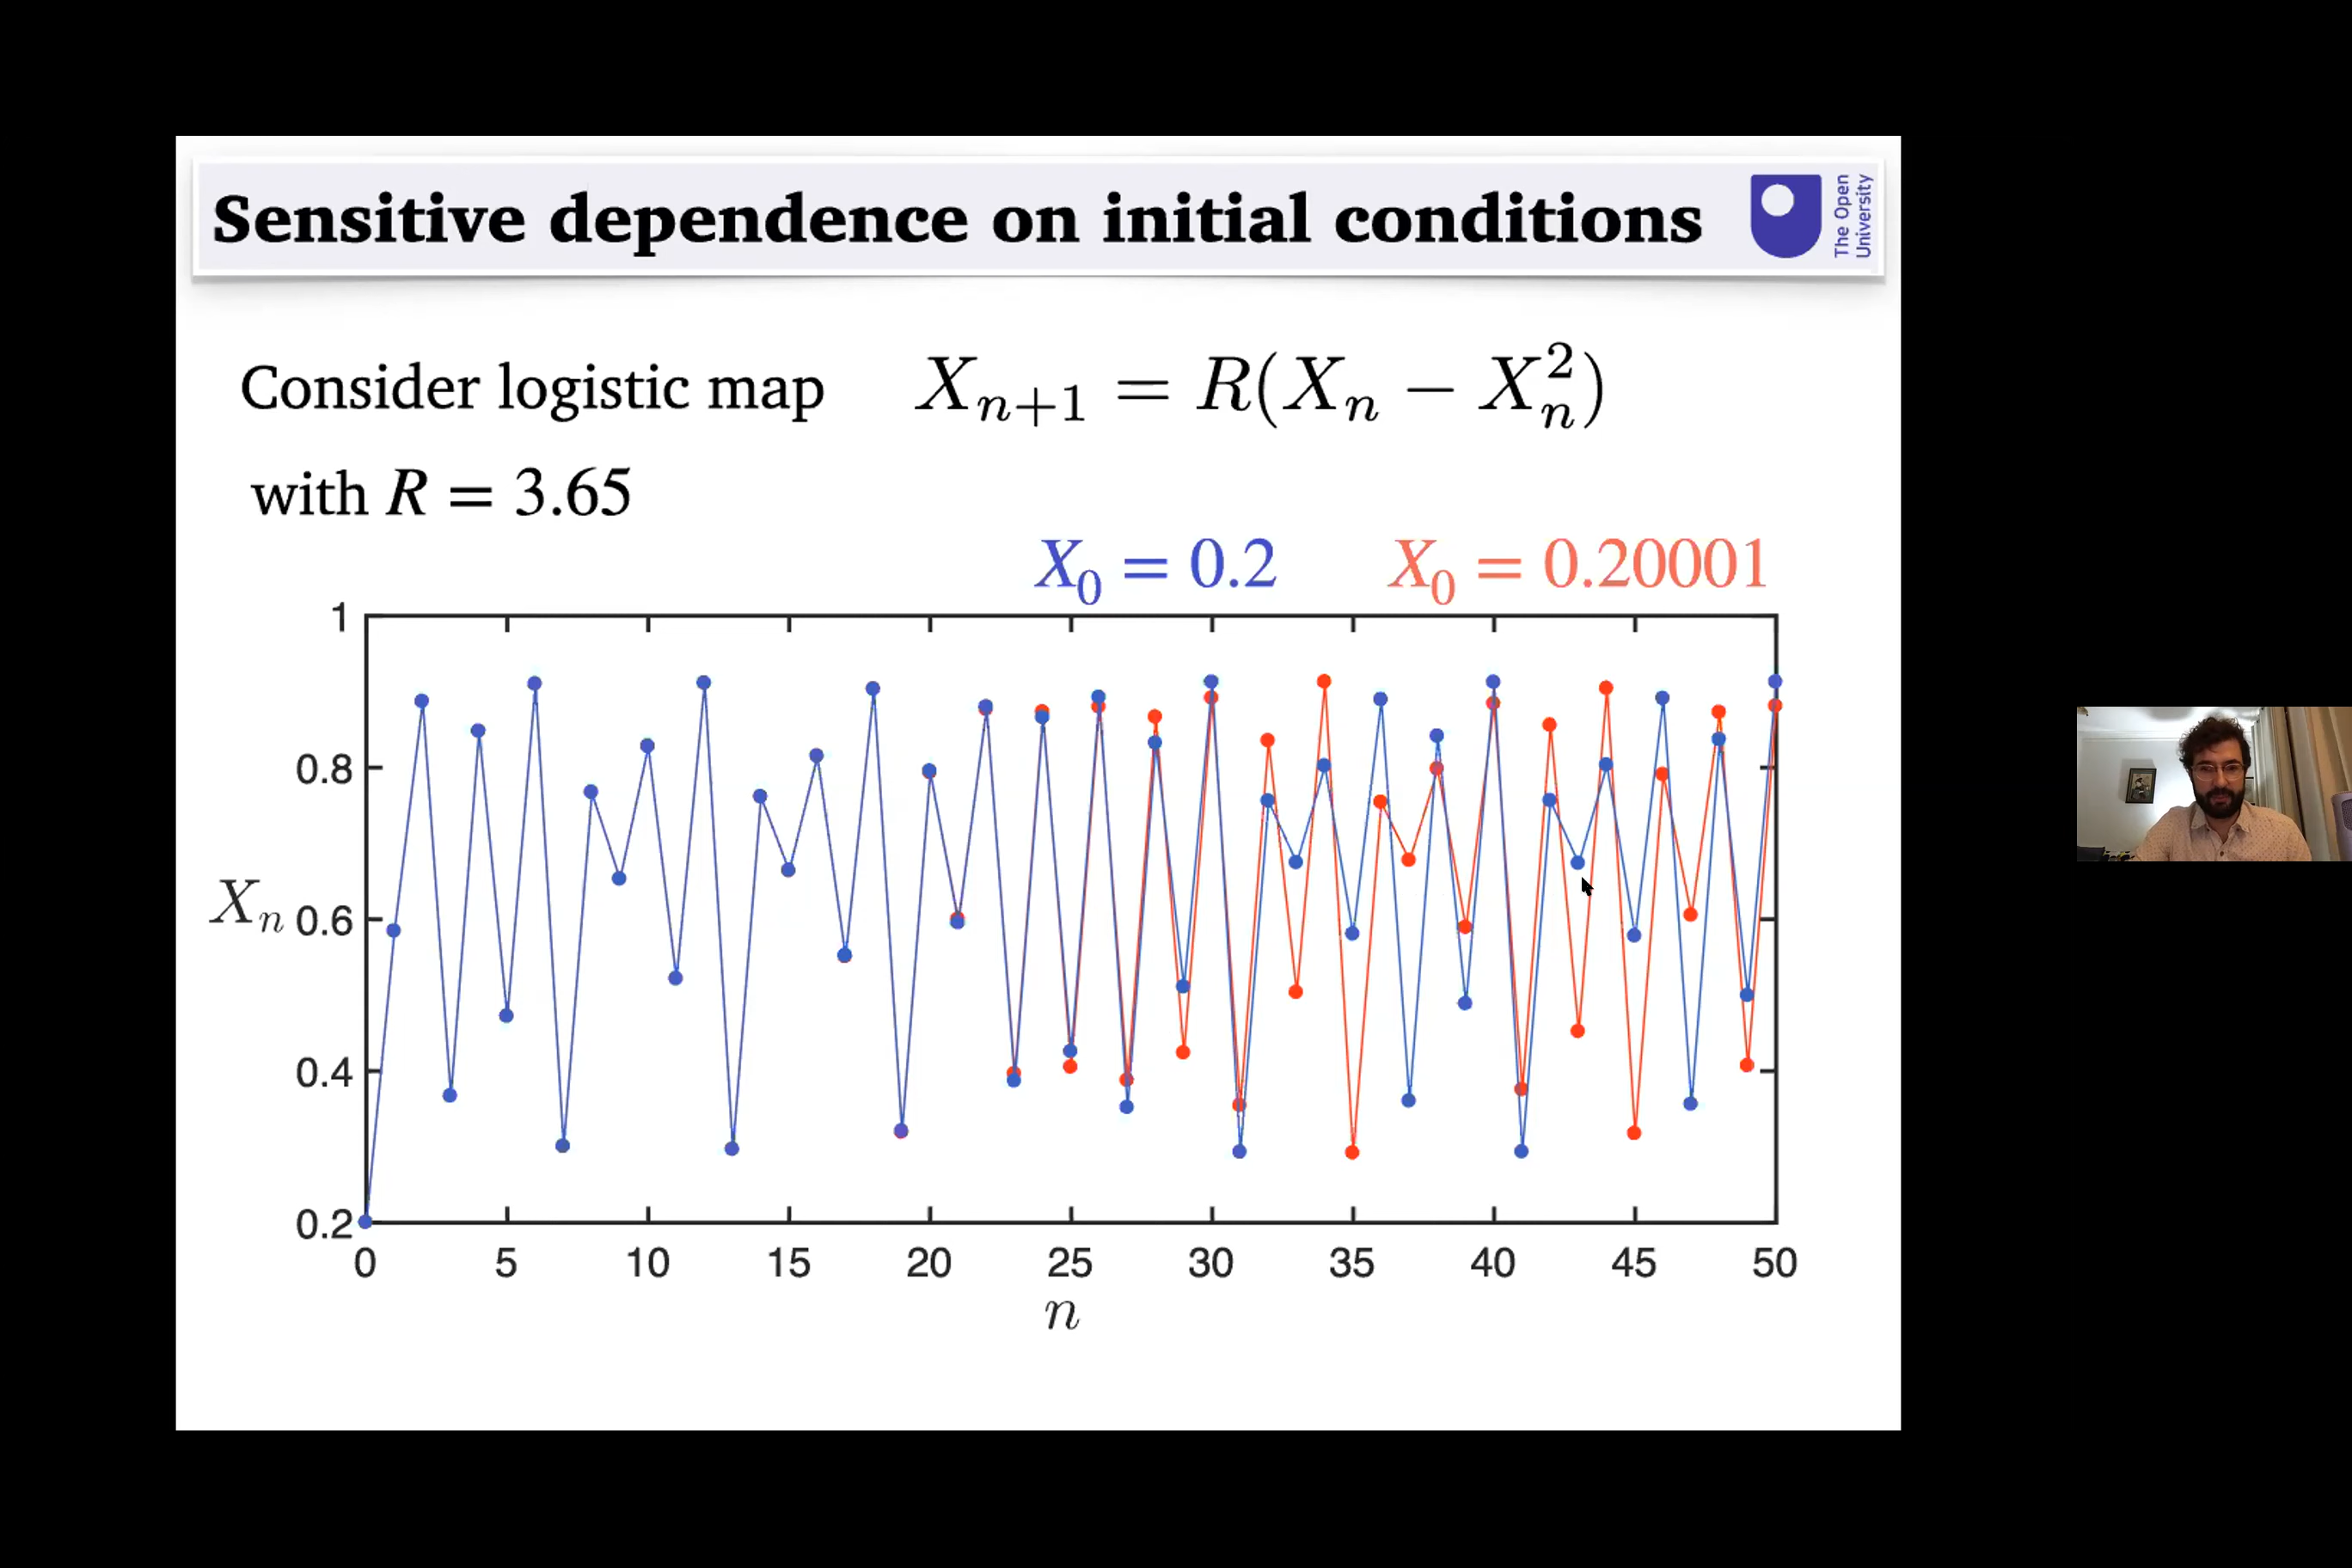 Sensitive dependence on initial conditions
The Open
University
Consider logistic map X_{n+1} = R(X_n − X_n^2)
with R = 3.65
X_0 = 0.2 X_0 = 0.20001
1
0.8
X_n 0.6
0.4
0.2
0 5 10 15 20 25 30 35 40 45 50
n